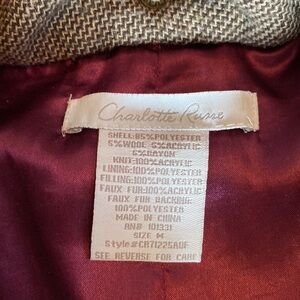 Charlotte Russe
SHELL:85%POLYESTER
5%WOOL 5%ACRYLIC
5%RAYON
KNIT:100%ACRYLIC
LINING:100%POLYESTER
FILLING:100%POLYESTER
FAUX FUR:100%ACRYLIC
FAUX FUR BACKING:
100%POLYESTER
MADE IN CHINA
RN# 101331
SIZE M
Style#CR71225AUF
SEE REVERSE FOR CARE